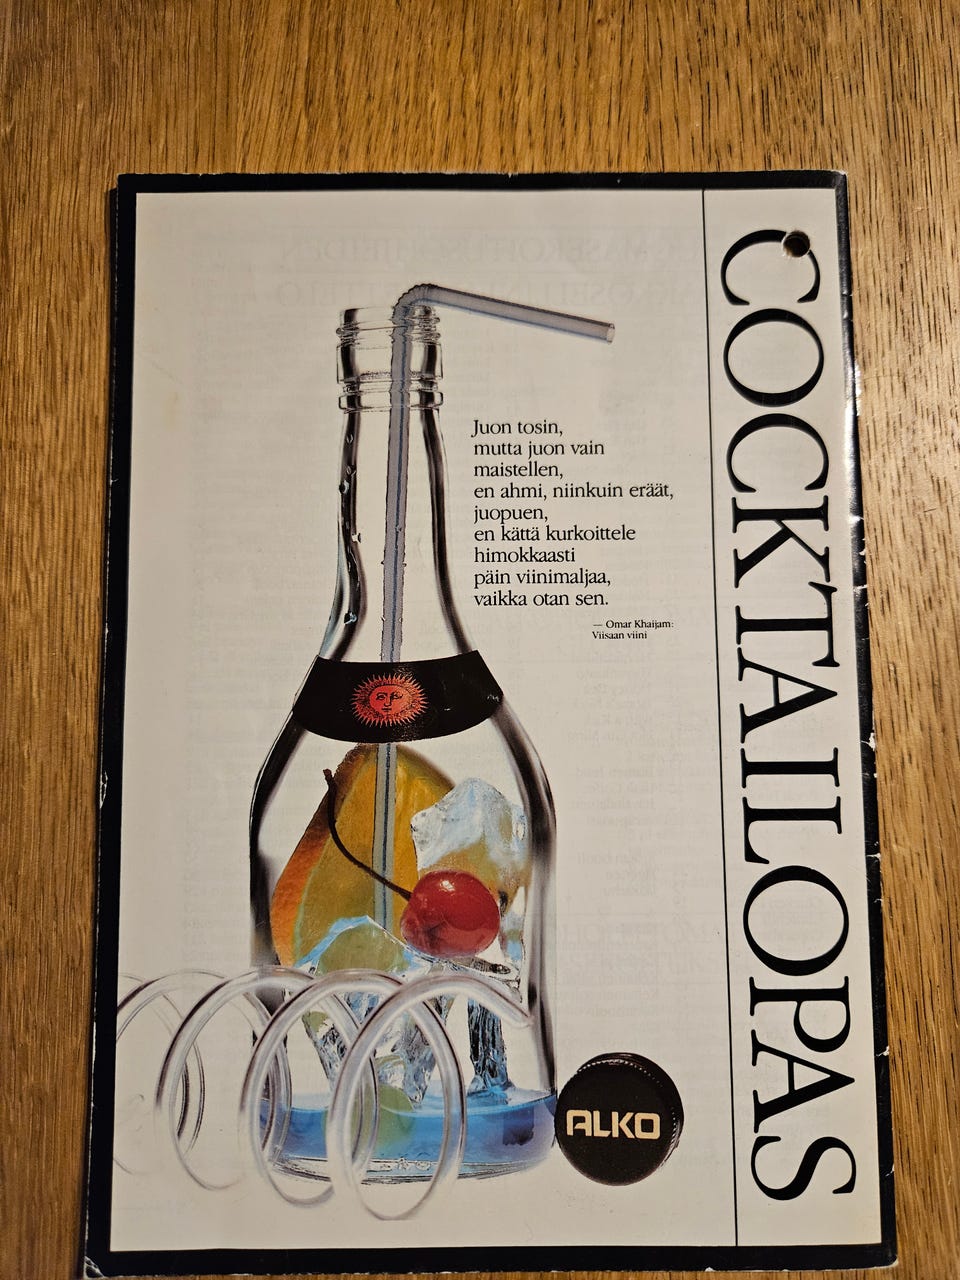 COCKTAILOPAS
Juon tosin,
mutta juon vain
maistellen,
en ahmi, niinkuin eräät,
juopuen,
en kättä kurkoittele
himokkaasti
päin viinimaljaa,
vaikka otan sen.
— Omar Khaijam:
Viisaan viini
ALKO